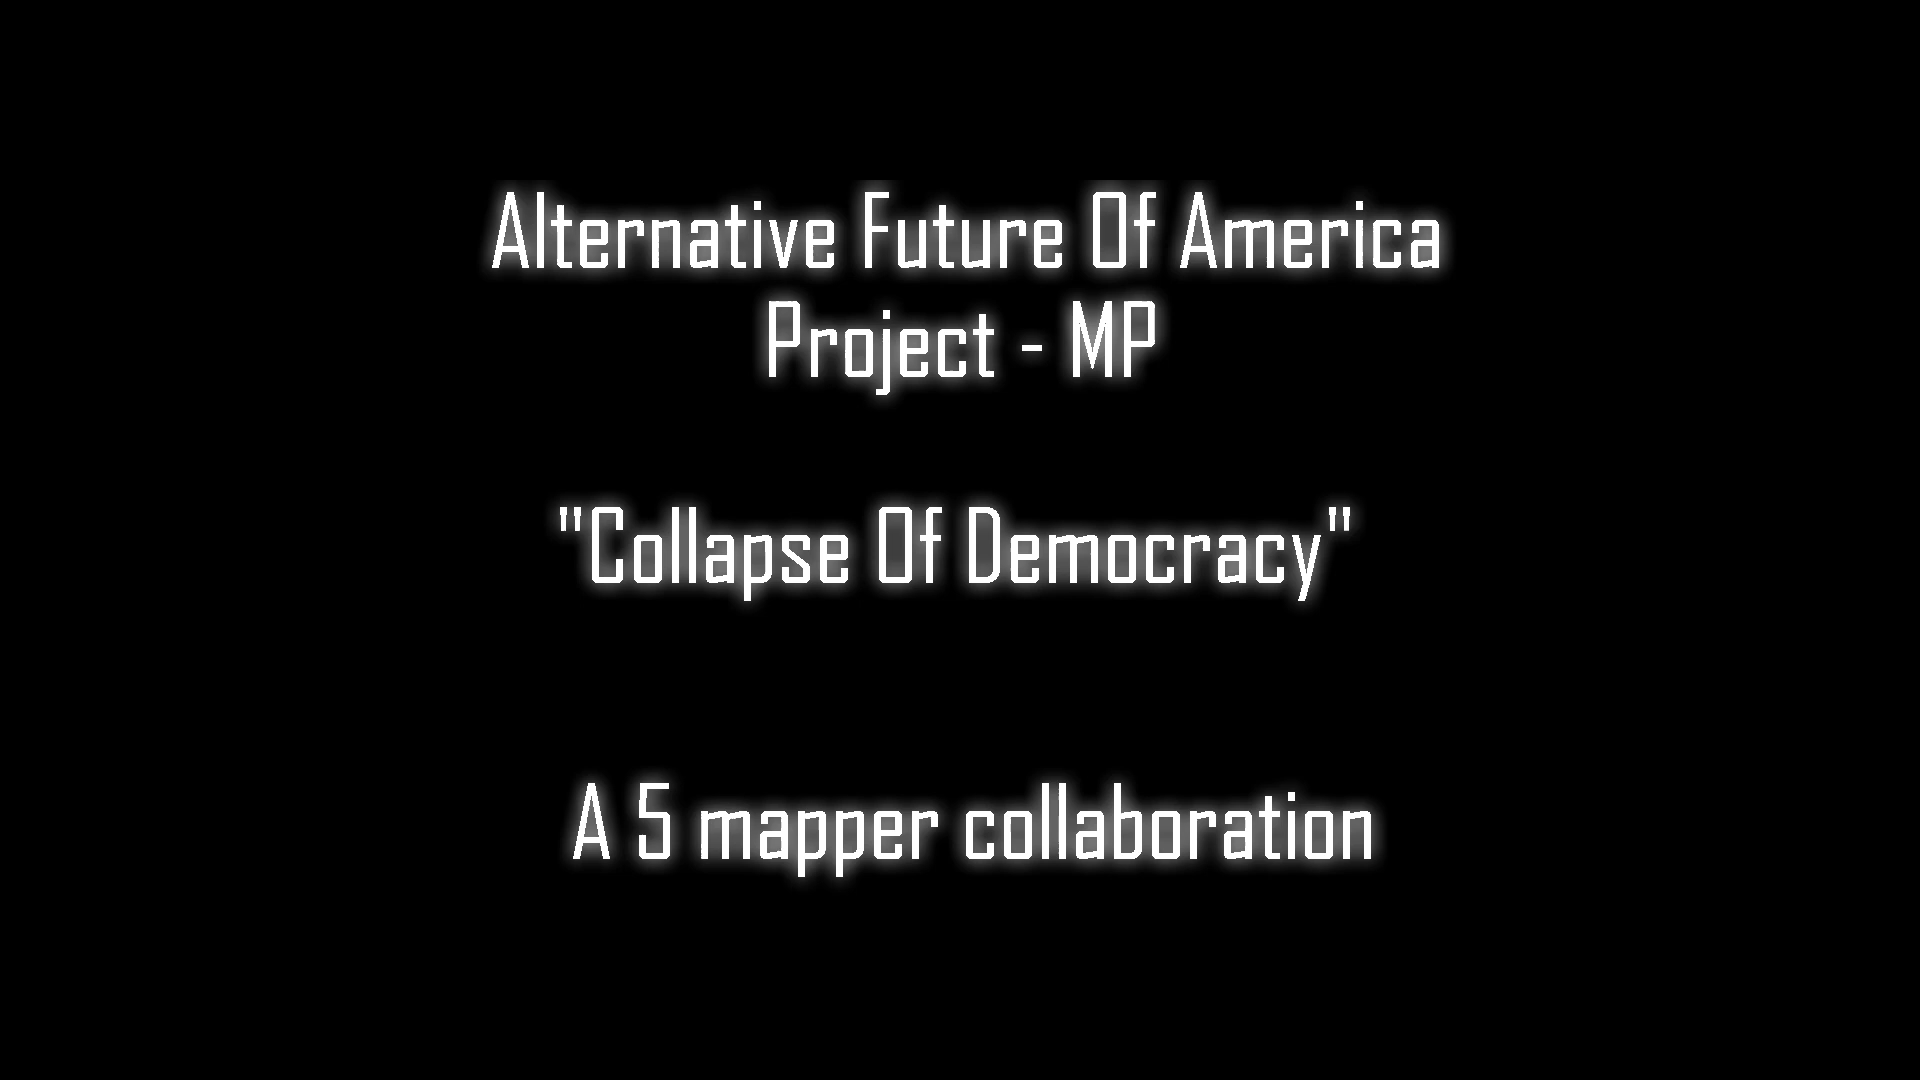 Alternative Future Of America
Project - MP
"Collapse Of Democracy"
A 5 mapper collaboration